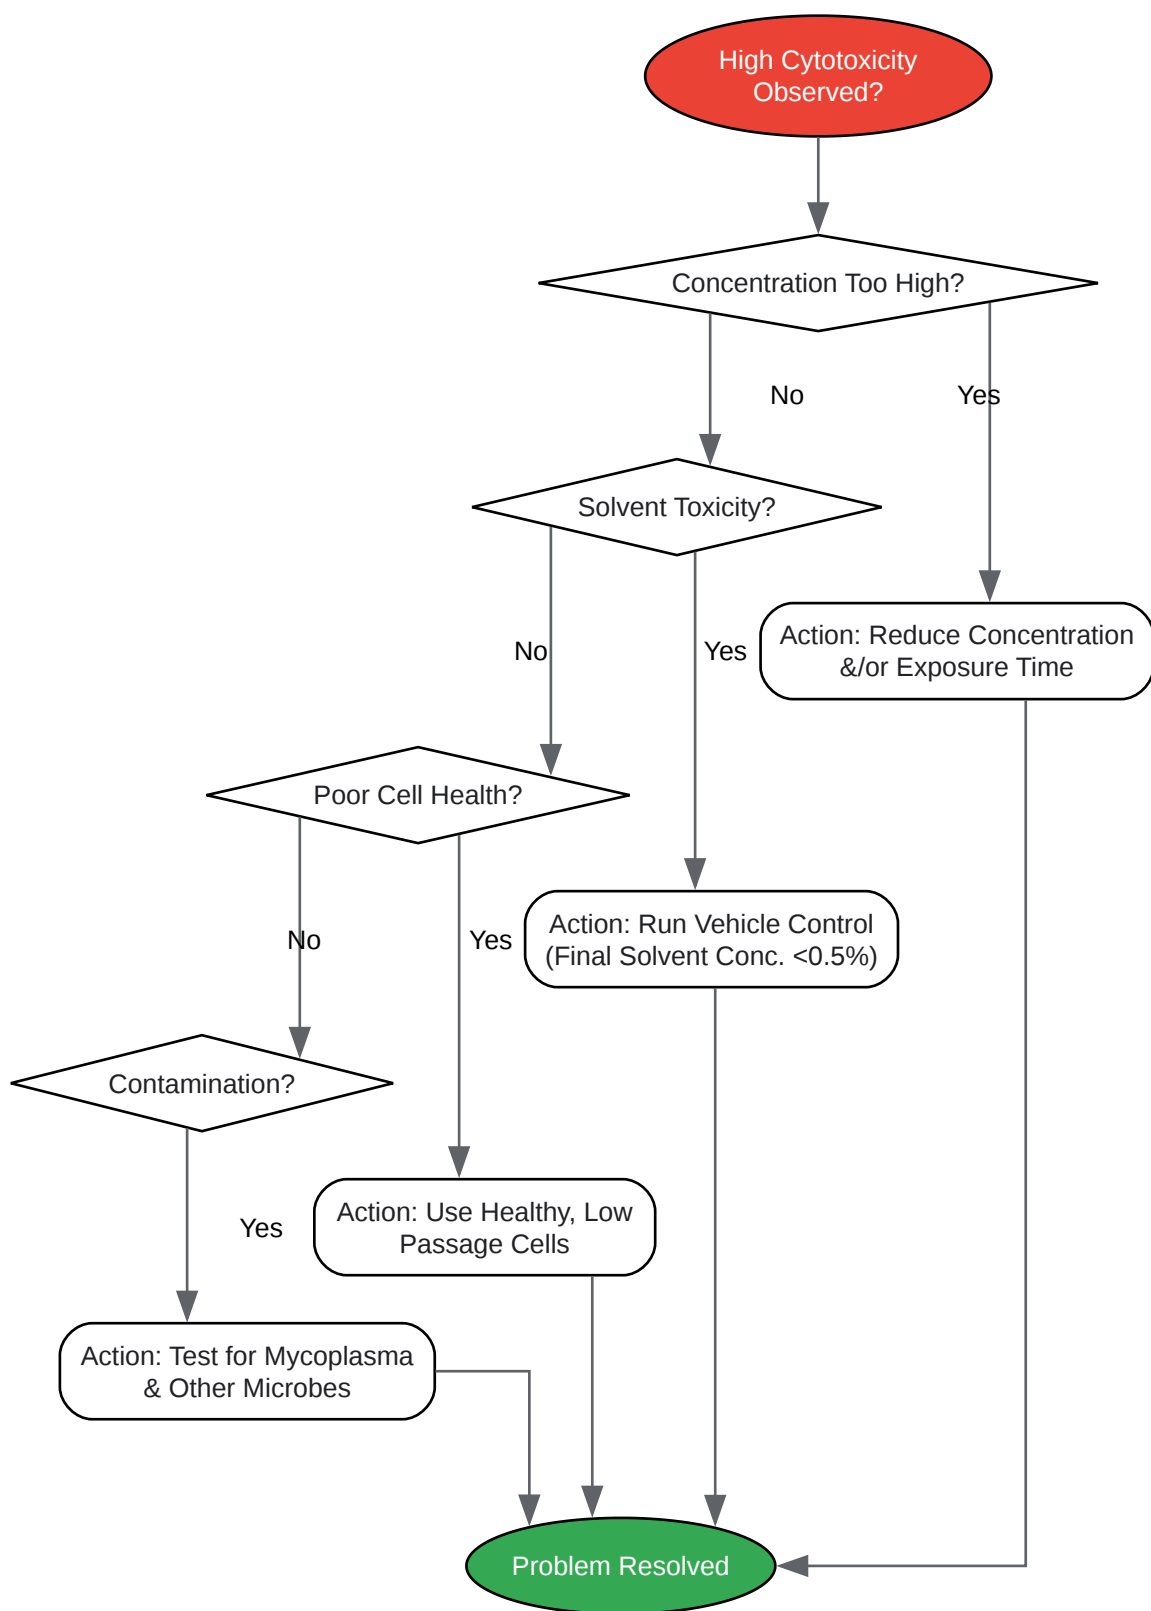 High Cytotoxicity
Observed?
Concentration Too High?
No
Yes
Solvent Toxicity?
No
Yes
Action: Reduce Concentration
&/or Exposure Time
Poor Cell Health?
No
Yes
Action: Run Vehicle Control
(Final Solvent Conc. <0.5%)
Contamination?
Yes
Action: Use Healthy, Low
Passage Cells
Action: Test for Mycoplasma
& Other Microbes
Problem Resolved